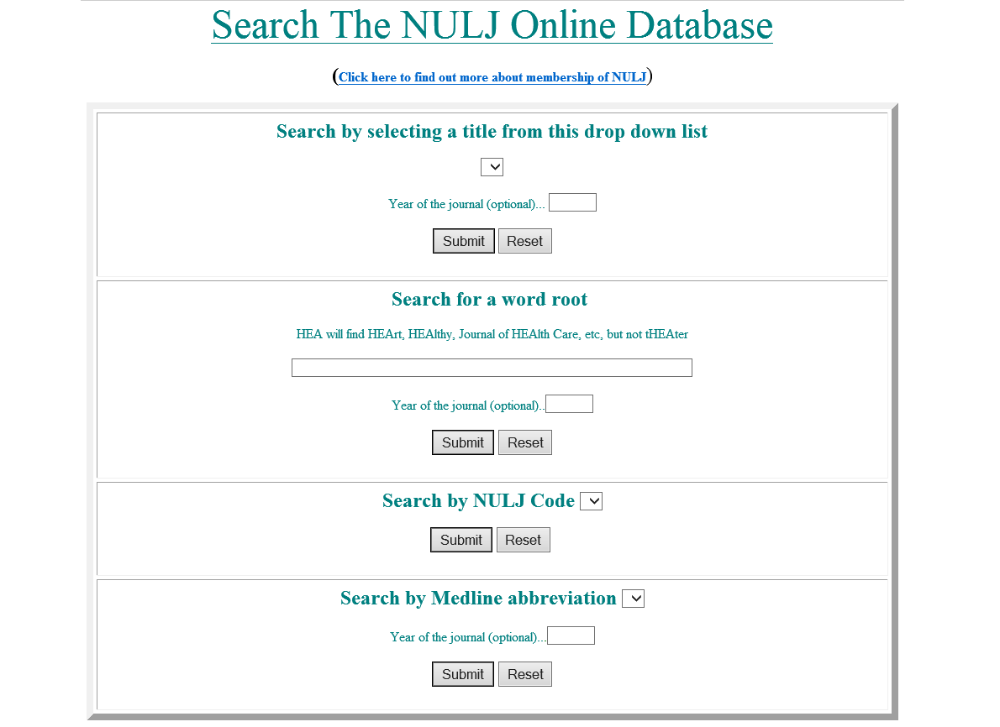 Search The NULJ Online Database
(Click here to find out more about membership of NULJ)
Search by selecting a title from this drop down list
Year of the journal (optional)...
Submit Reset
Search for a word root
HEA will find HEArt, HEAlthy, Journal of HEAlth Care, etc, but not tHEAter
Year of the journal (optional)..
Submit Reset
Search by NULJ Code
Submit Reset
Search by Medline abbreviation
Year of the journal (optional)...
Submit Reset